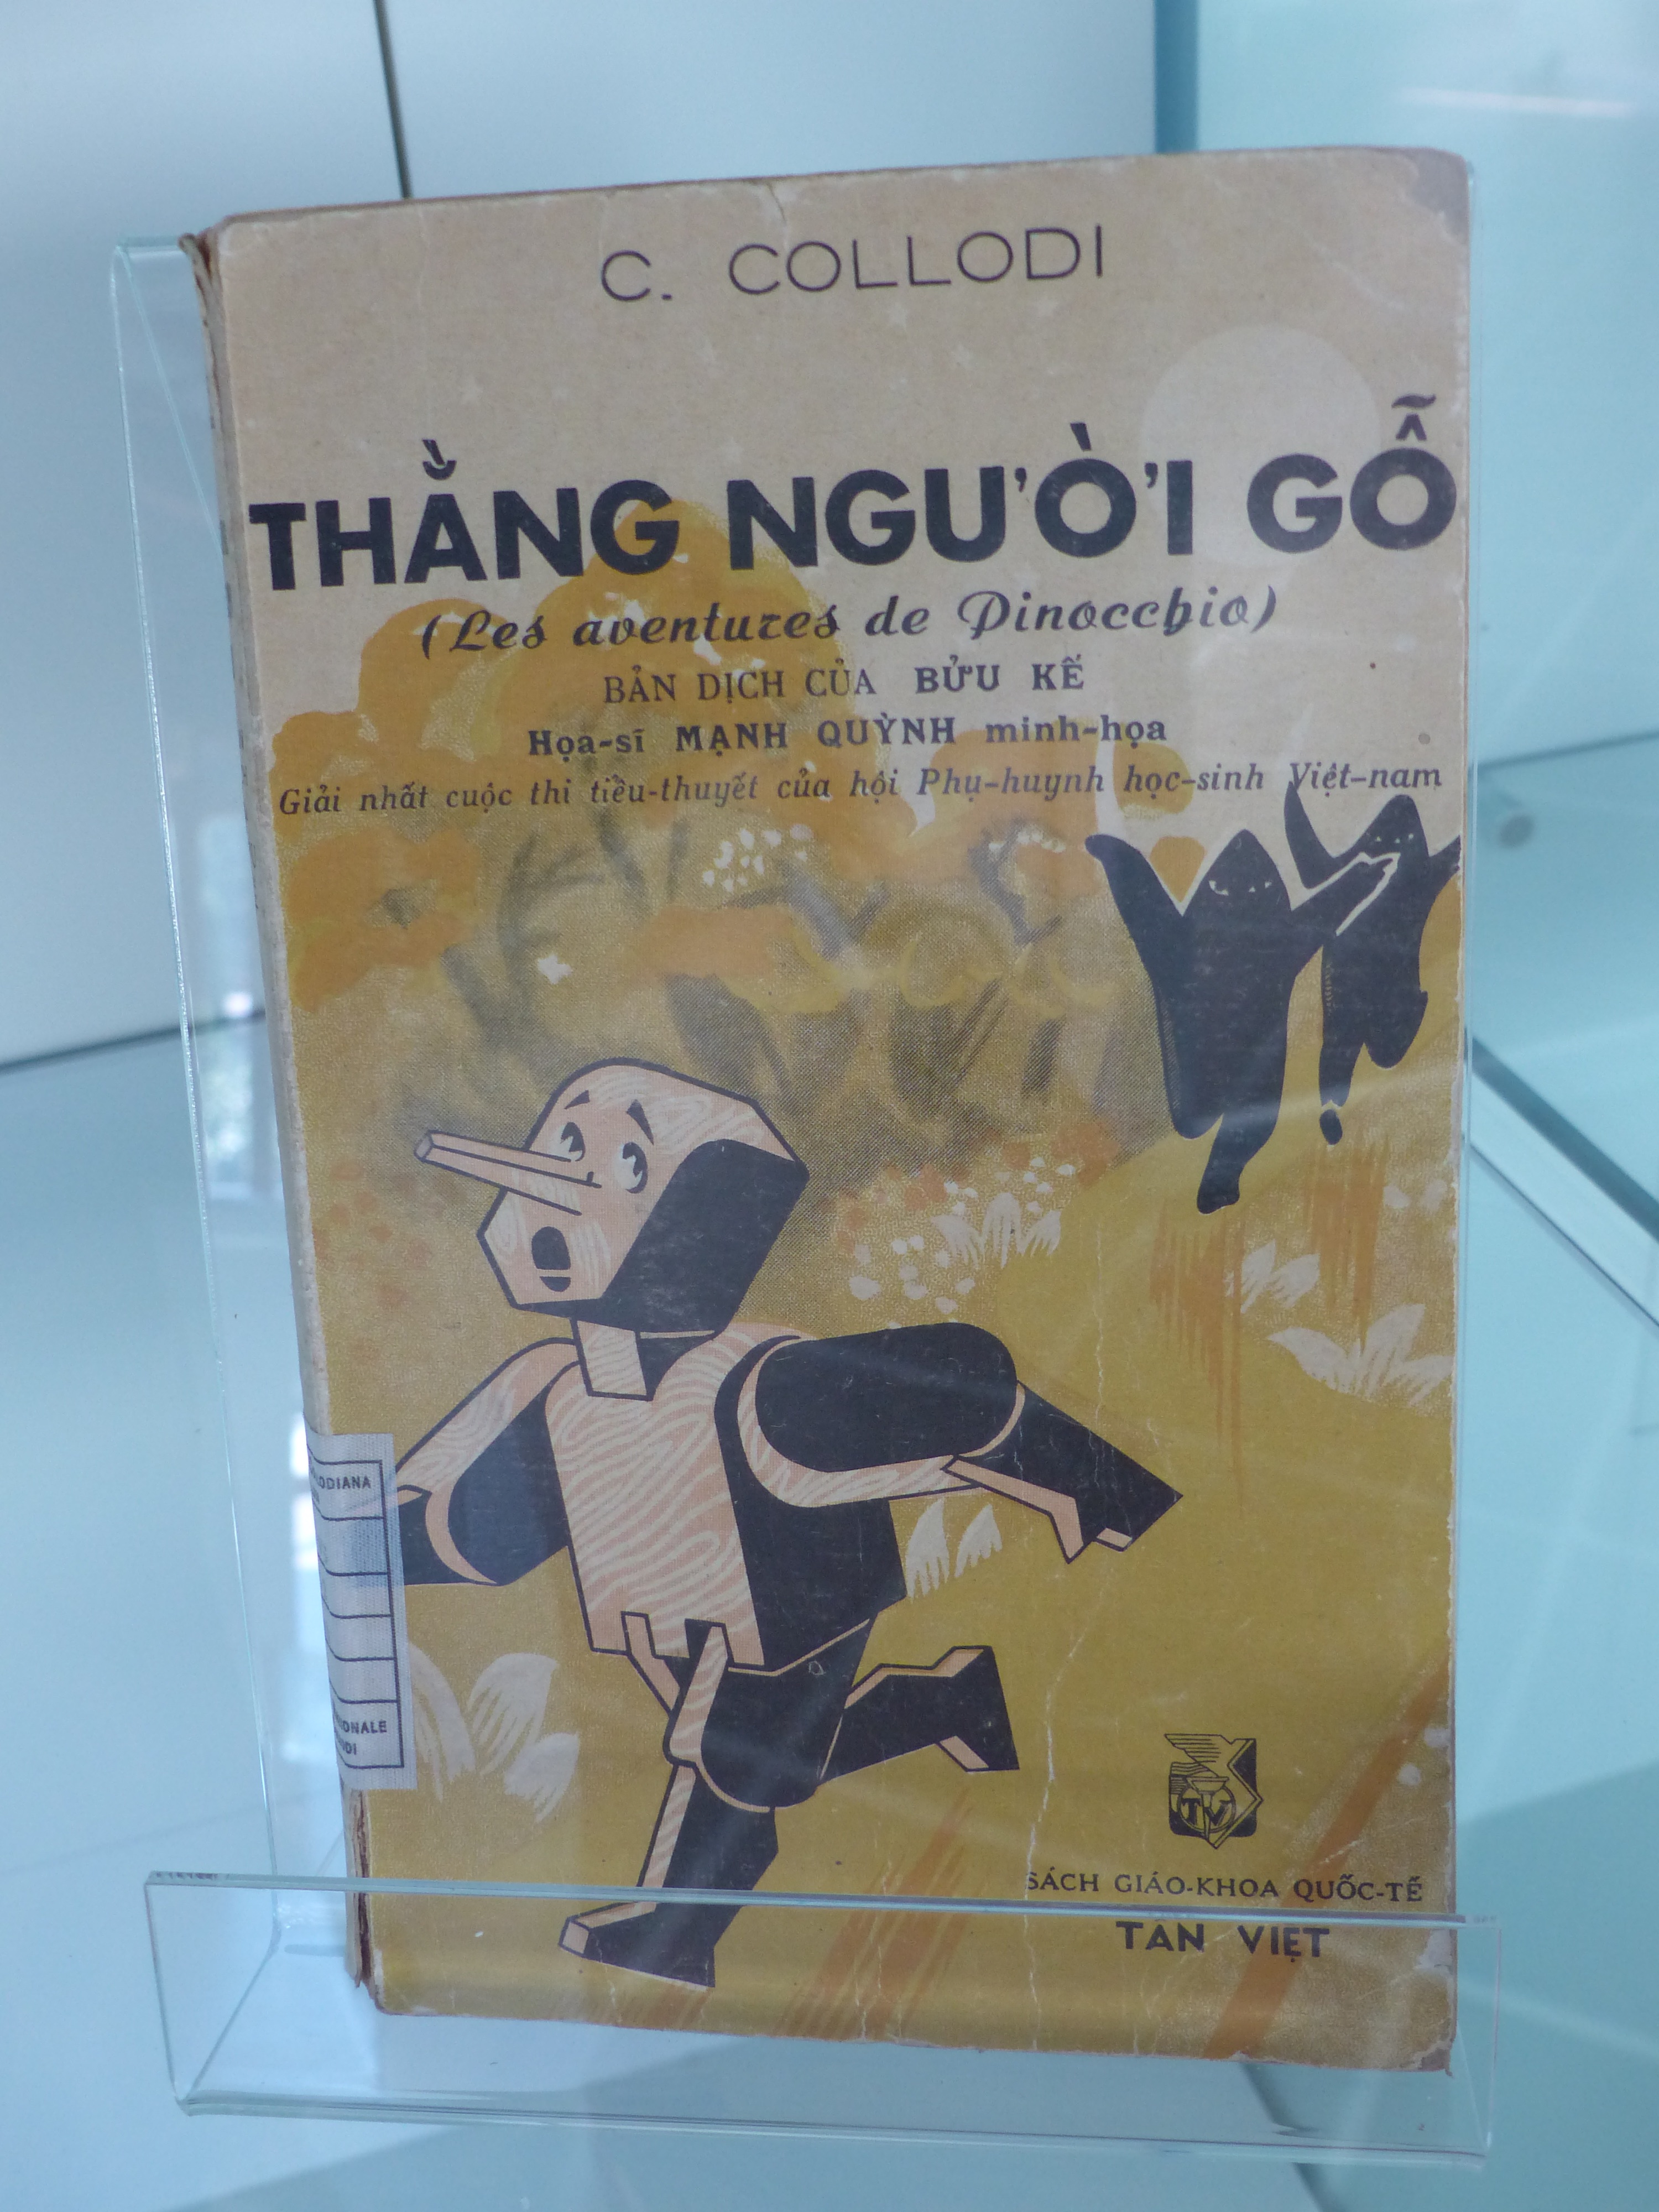 C. COLLODI
THẰNG NGƯỜI GỖ
(Les aventures de Pinocchio)
BẢN DỊCH CỦA BỬU KẾ
Họa-sĩ MẠNH QUỲNH minh-họa
Giải nhất cuộc thi tiểu-thuyết của hội Phụ-huynh học-sinh Việt-nam
TV
SÁCH GIÁO-KHOA QUỐC-TẾ
TÂN VIỆT